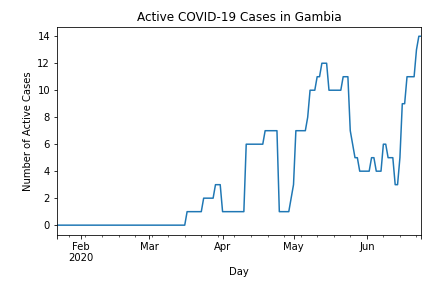 Active COVID-19 Cases in Gambia
14
12
10
8
6
4
2
0
Number of Active Cases
Feb
2020
Mar
Apr
May
Jun
Day